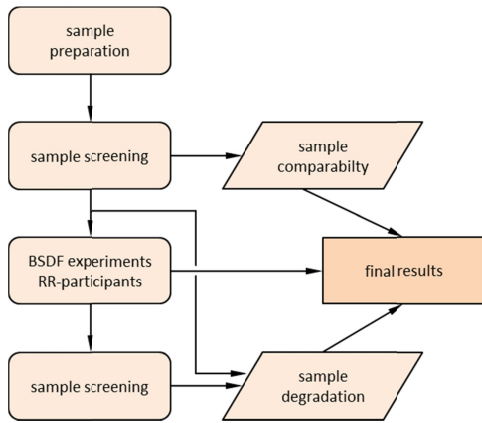 sample
preparation
sample screening
sample
comparabilty
BSDF experiments
RR-participants
final results
sample screening
sample
degradation